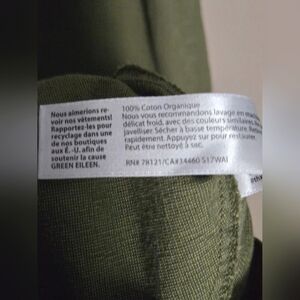 Nous aimerions re-
voir nos vêtements!
Rapportez-les pour
recyclage dans une
de nos boutiques
aux É.-U. afin de
soutenir la cause
GREEN EILEEN.
100% Coton Organique
Nous vous recommandons lavage en machine
délicat froid, avec des couleurs similaires.
Javelliser Sécher à basse température.
rapidement. Appuyez sur pour restaurer.
Peut être nettoyé à sec.
RN# 78121/CA#34460 S17WAI